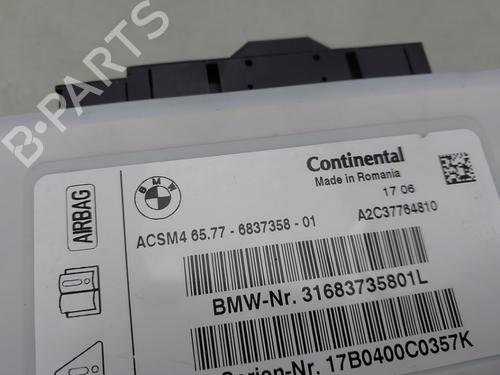 B-PARTS
AIRBAG
BMW
Continental
Made in Romania
17 06
ACSM4 65.77 - 6837358 - 01
A2C37764810
BMW-Nr. 31683735801L
Serien-Nr. 17B0400C0357K